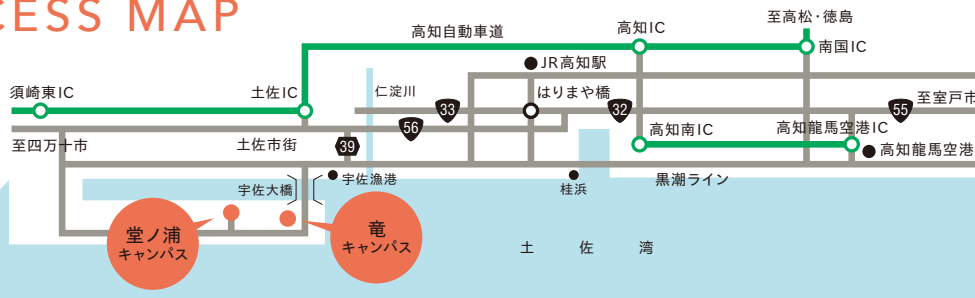 CESS MAP
至高松・徳島
高知自動車道
高知IC
南国IC
JR高知駅
須崎東IC
土佐IC
仁淀川
33
はりまや橋
32
55
至室戸市
56
至四万十市
土佐市街
39
高知南IC
高知龍馬空港IC
高知龍馬空港
宇佐大橋
宇佐漁港
桂浜
黒潮ライン
堂ノ浦
キャンパス
竜
キャンパス
土佐湾